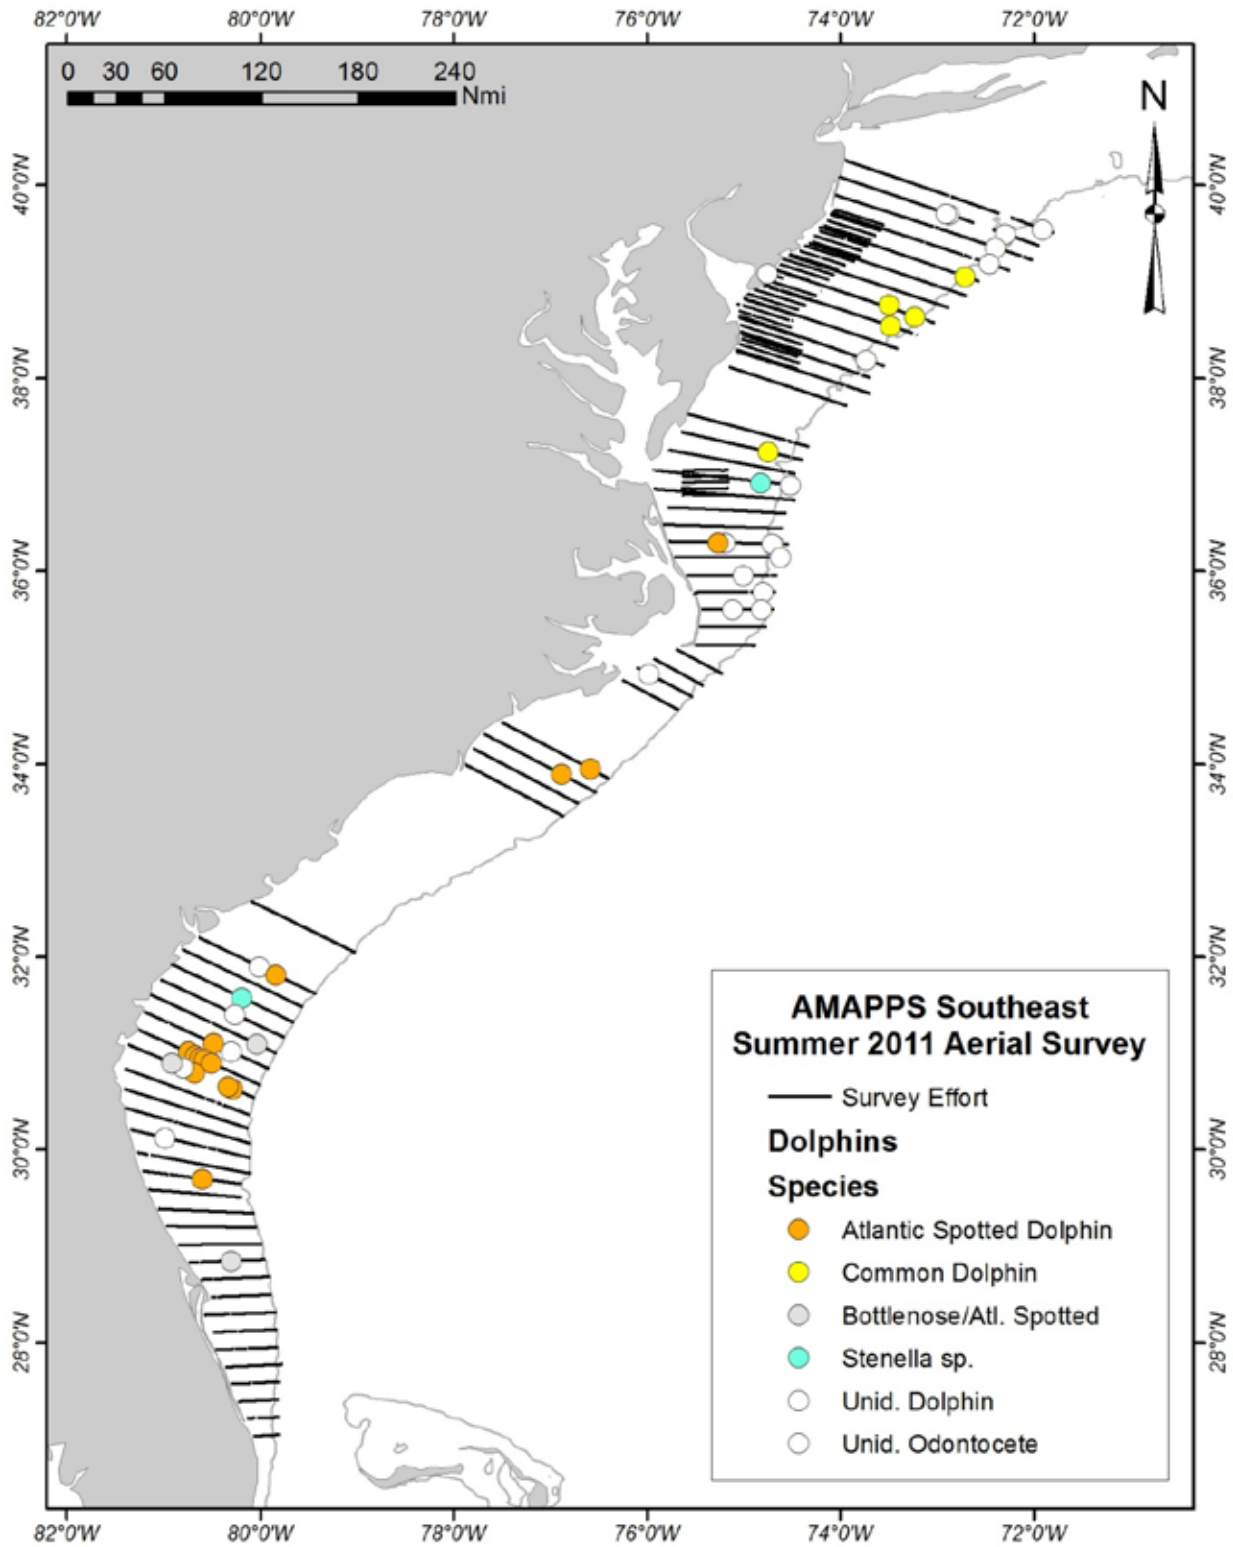 82°0'W 80°0'W 78°0'W 76°0'W 74°0'W 72°0'W
0 30 60 120 180 240
Nmi
N
40°0'N 40°0'N
38°0'N 38°0'N
36°0'N 36°0'N
34°0'N 34°0'N
32°0'N 32°0'N
30°0'N 30°0'N
28°0'N 28°0'N
AMAPPS Southeast
Summer 2011 Aerial Survey
Survey Effort
Dolphins
Species
Atlantic Spotted Dolphin
Common Dolphin
Bottlenose/Atl. Spotted
Stenella sp.
Unid. Dolphin
Unid. Odontocete
82°0'W 80°0'W 78°0'W 76°0'W 74°0'W 72°0'W